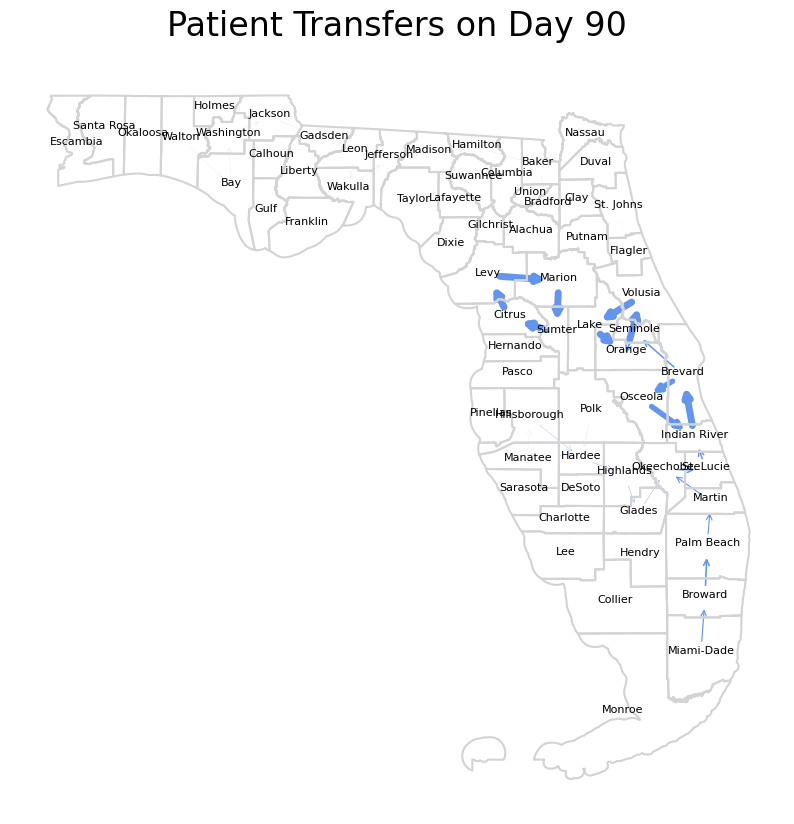 Patient Transfers on Day 90
Holmes
Jackson
Santa Rosa
Okaloosa
Walton
Washington
Escambia
Gadsden
Leon
Jefferson
Madison
Hamilton
Nassau
Calhoun
Liberty
Wakulla
Bay
Gulf
Franklin
Taylor
Lafayette
Suwannee
Columbia
Baker
Duval
Union
Bradford
Clay
St. Johns
Gilchrist
Alachua
Putnam
Dixie
Flagler
Levy
Marion
Volusia
Citrus
Sumter
Lake
Seminole
Hernando
Orange
Pasco
Brevard
Osceola
Pinellas
Hillsborough
Polk
Indian River
Manatee
Hardee
Highlands
Okeechobee
St. Lucie
Sarasota
DeSoto
Martin
Charlotte
Glades
Palm Beach
Lee
Hendry
Collier
Broward
Miami-Dade
Monroe